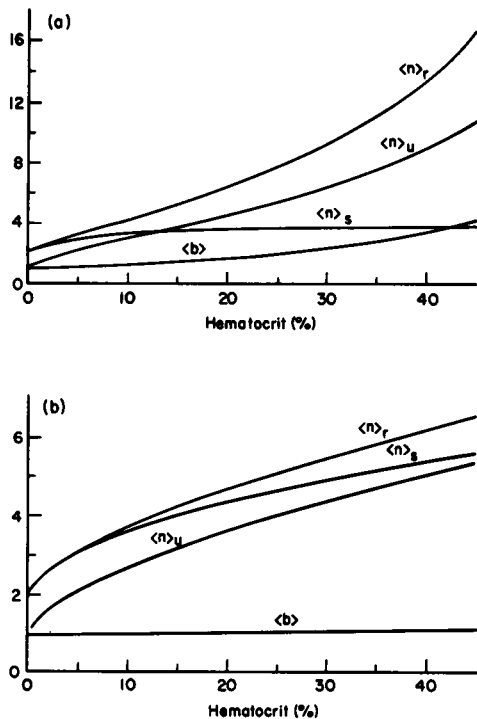 (a)
16
12
8
4
0
<n>r
<n>u
<n>s
<b>
0 10 20 30 40
Hematocrit (%)
(b)
6
4
2
0
<n>r
<n>s
<n>u
<b>
0 10 20 30 40
Hematocrit (%)